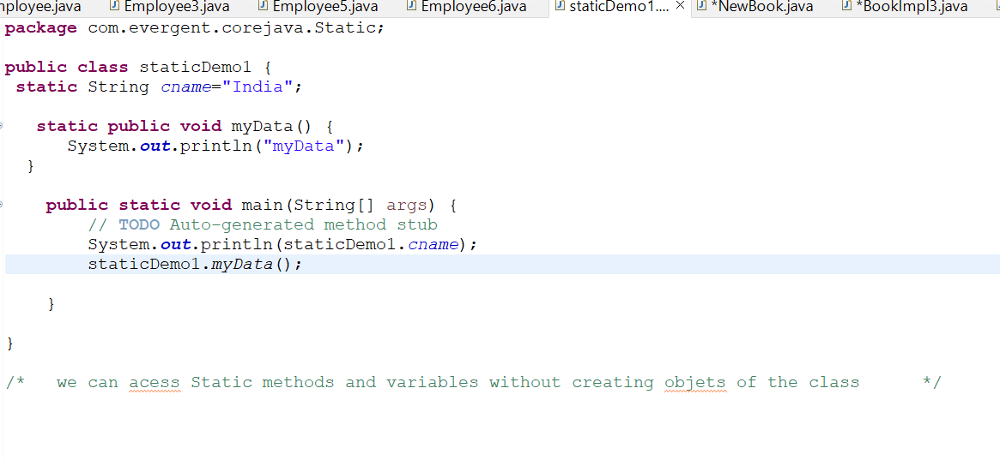 mployee.java Employee3.java Employee5.java Employee6.java staticDemo1.... *NewBook.java *BookImpl3.java
package com.evergent.corejava.Static;
public class staticDemo1 {
static String cname="India";
static public void myData() {
System.out.println("myData");
}
public static void main(String[] args) {
// TODO Auto-generated method stub
System.out.println(staticDemo1.cname);
staticDemo1.myData();
}
}
/* we can acess Static methods and variables without creating objets of the class */